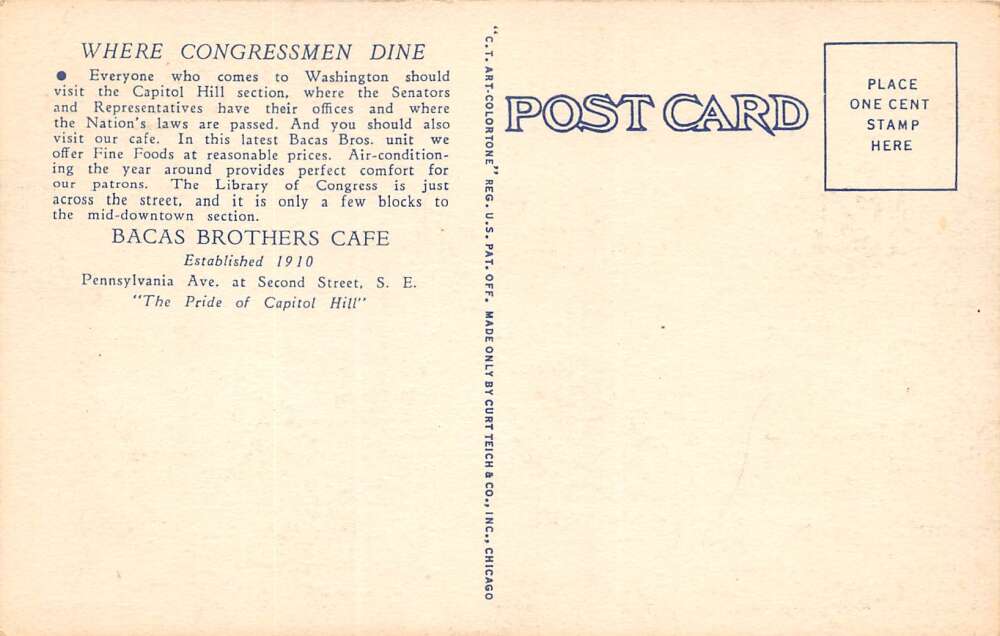 WHERE CONGRESSMEN DINE
● Everyone who comes to Washington should
visit the Capitol Hill section, where the Senators
and Representatives have their offices and where
the Nation's laws are passed. And you should also
visit our cafe. In this latest Bacas Bros. unit we
offer Fine Foods at reasonable prices. Air-condition-
ing the year around provides perfect comfort for
our patrons. The Library of Congress is just
across the street, and it is only a few blocks to
the mid-downtown section.
BACAS BROTHERS CAFE
Established 1910
Pennsylvania Ave. at Second Street, S. E.
"The Pride of Capitol Hill"
"C.T. ART-COLORTONE" REG. U.S. PAT. OFF. MADE ONLY BY CURT TEICH & CO., INC., CHICAGO
POST CARD
PLACE
ONE CENT
STAMP
HERE